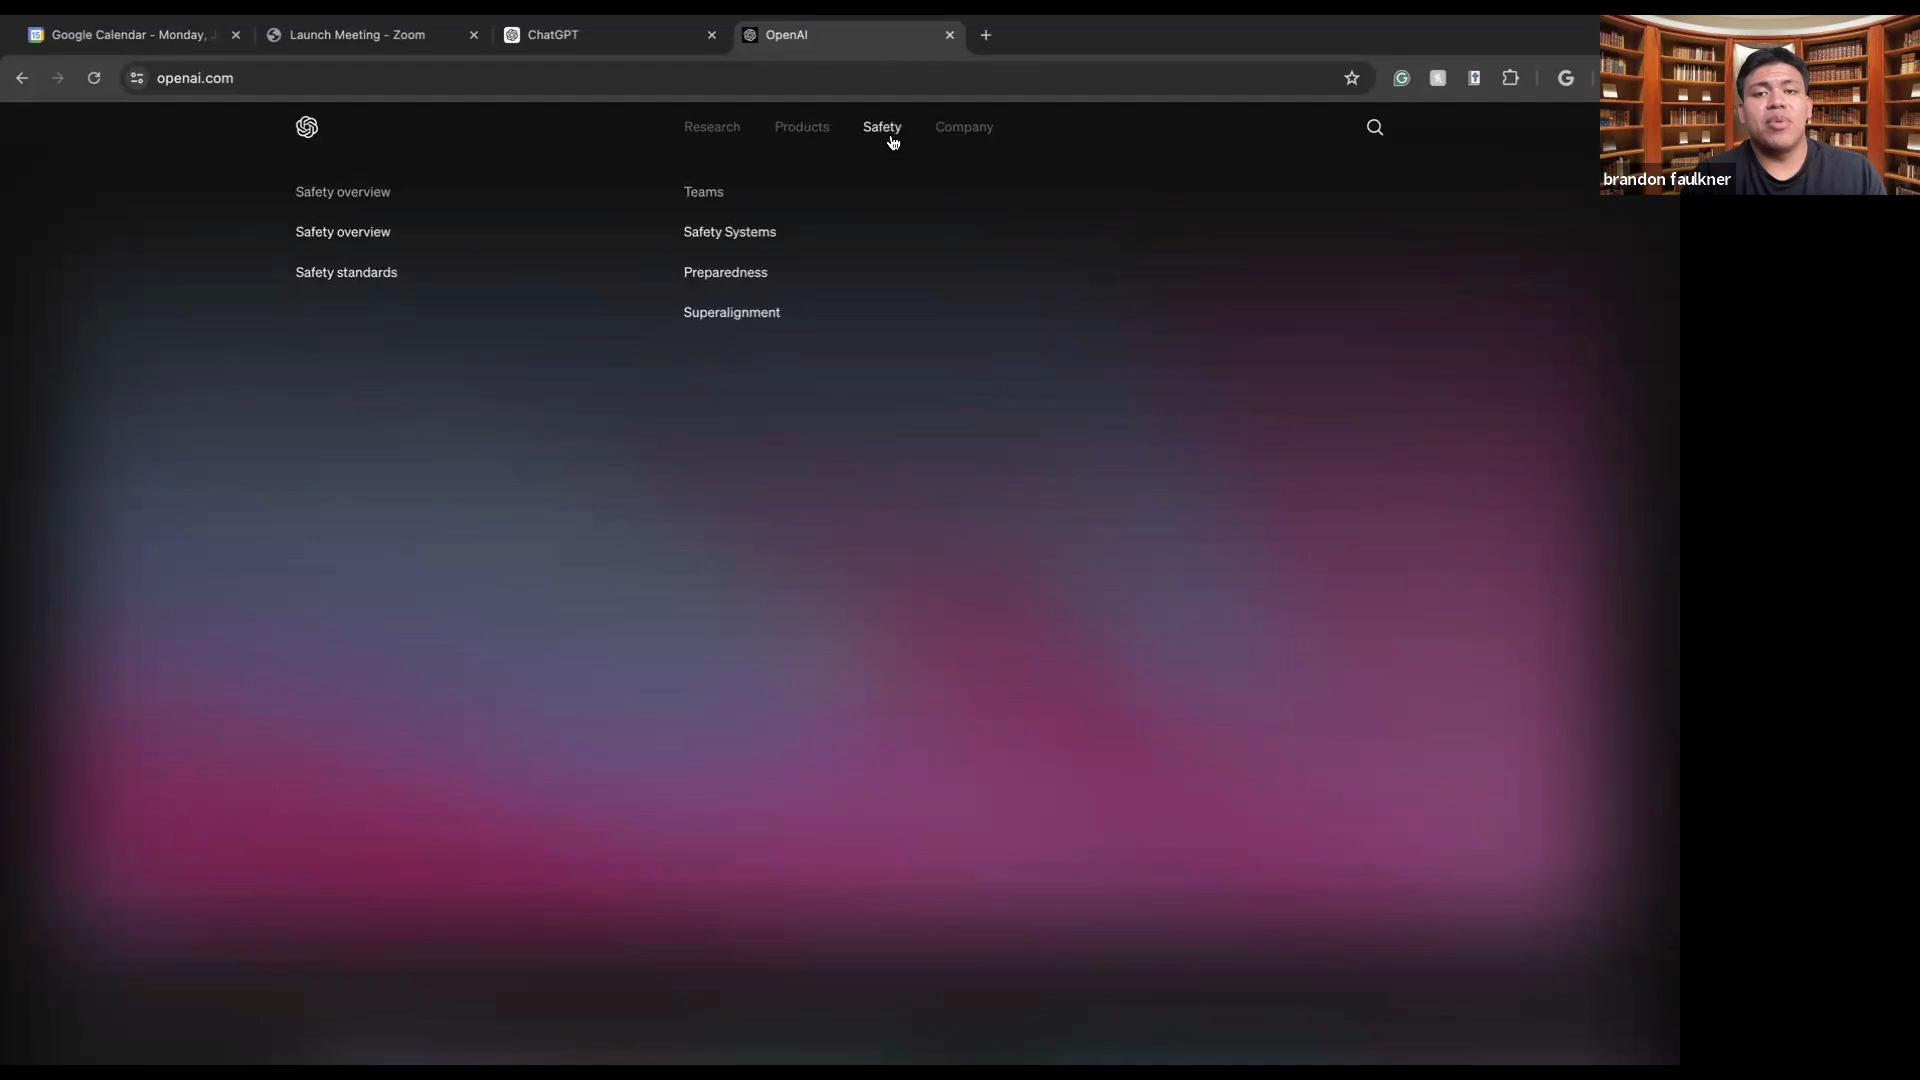 Google Calendar - Monday,
Launch Meeting - Zoom
ChatGPT
OpenAI
openai.com
Research
Products
Safety
Company
Safety overview
Safety overview
Safety standards
Teams
Safety Systems
Preparedness
Superalignment
brandon faulkner